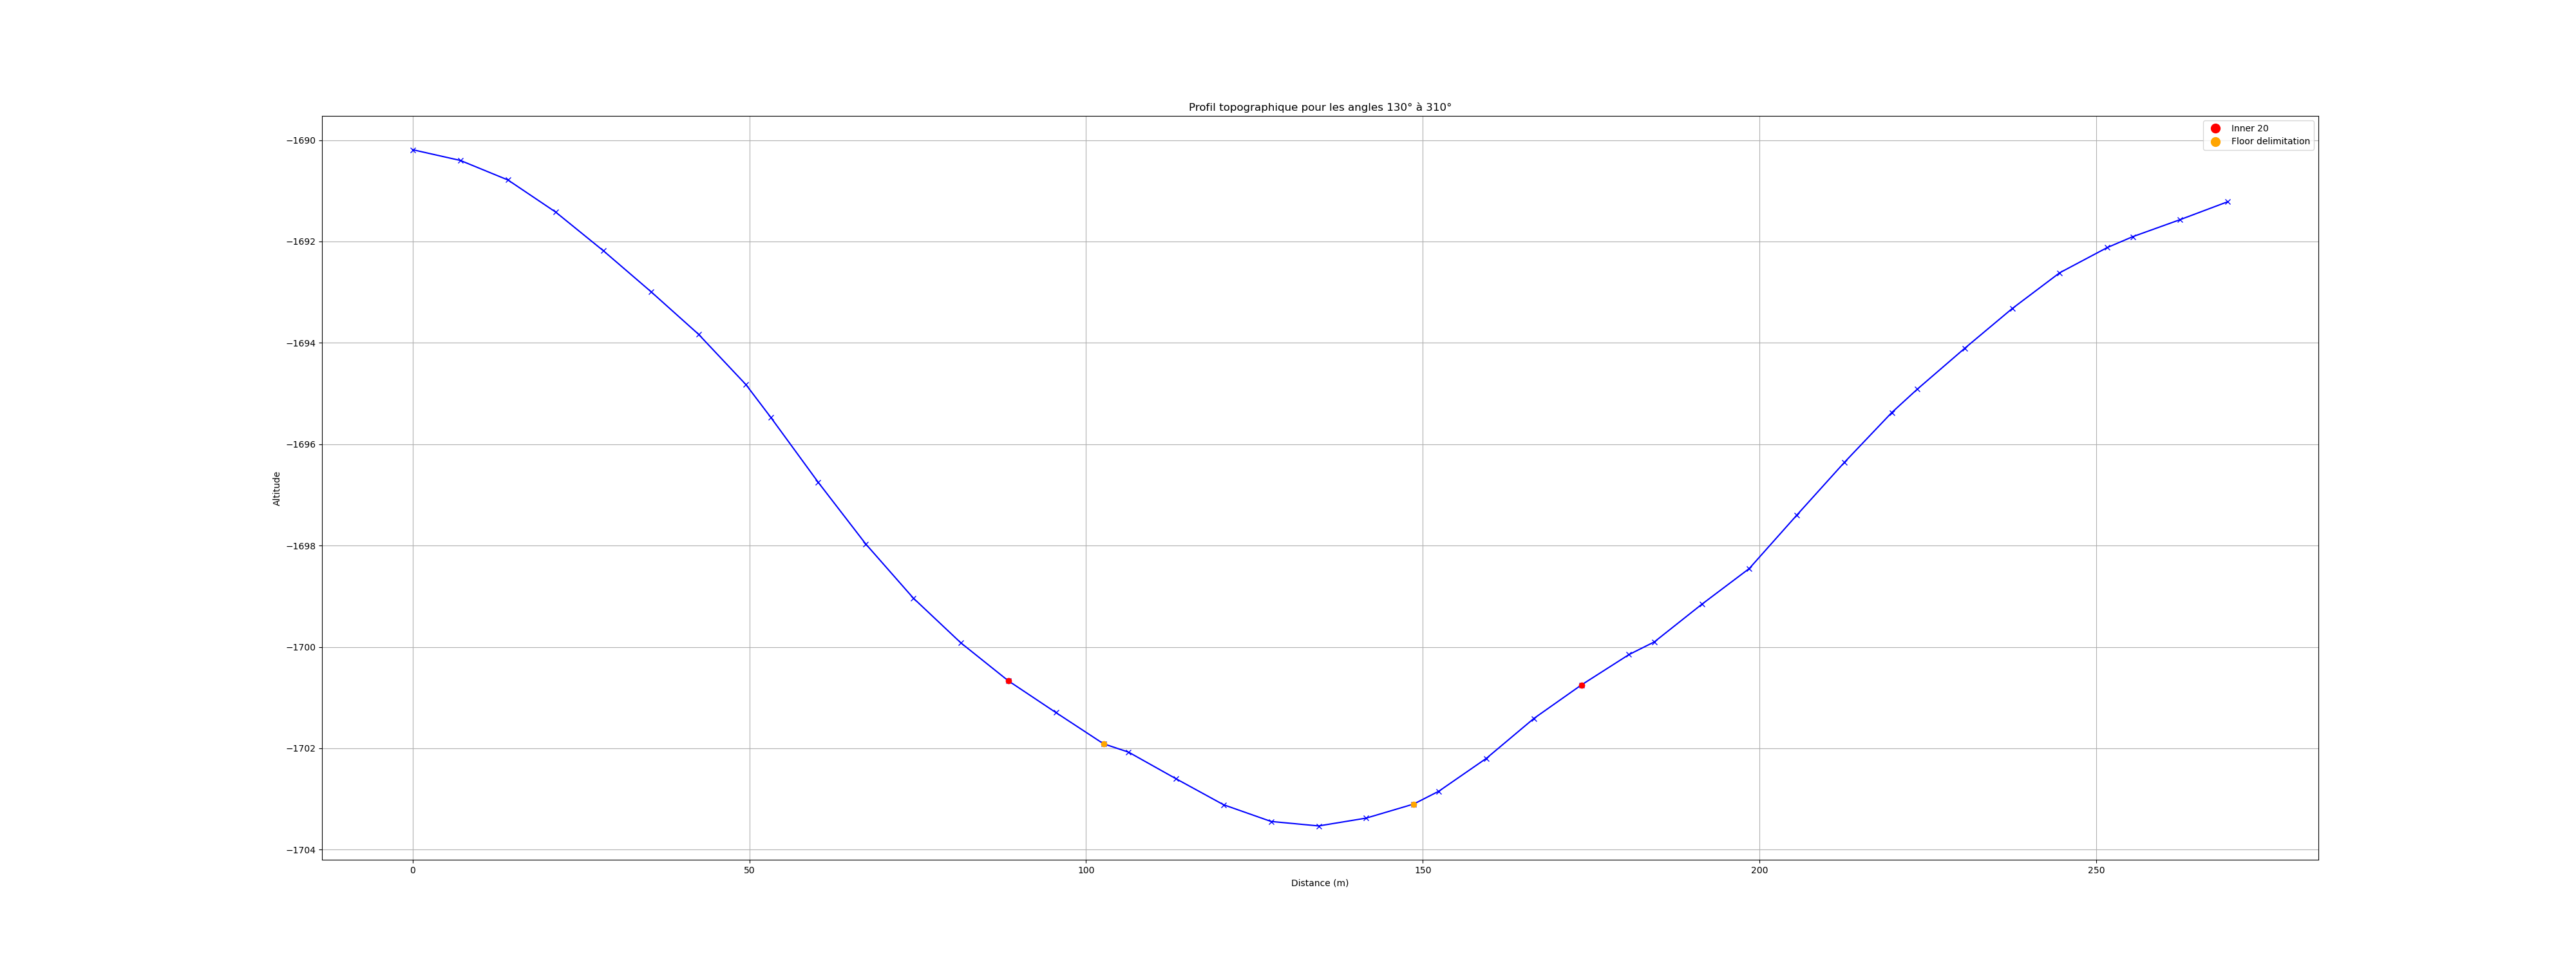 Profil topographique pour les angles 130° à 310°
Inner 20
Floor delimitation
−1690
−1692
−1694
−1696
−1698
−1700
−1702
−1704
Altitude
0 50 100 150 200 250
Distance (m)